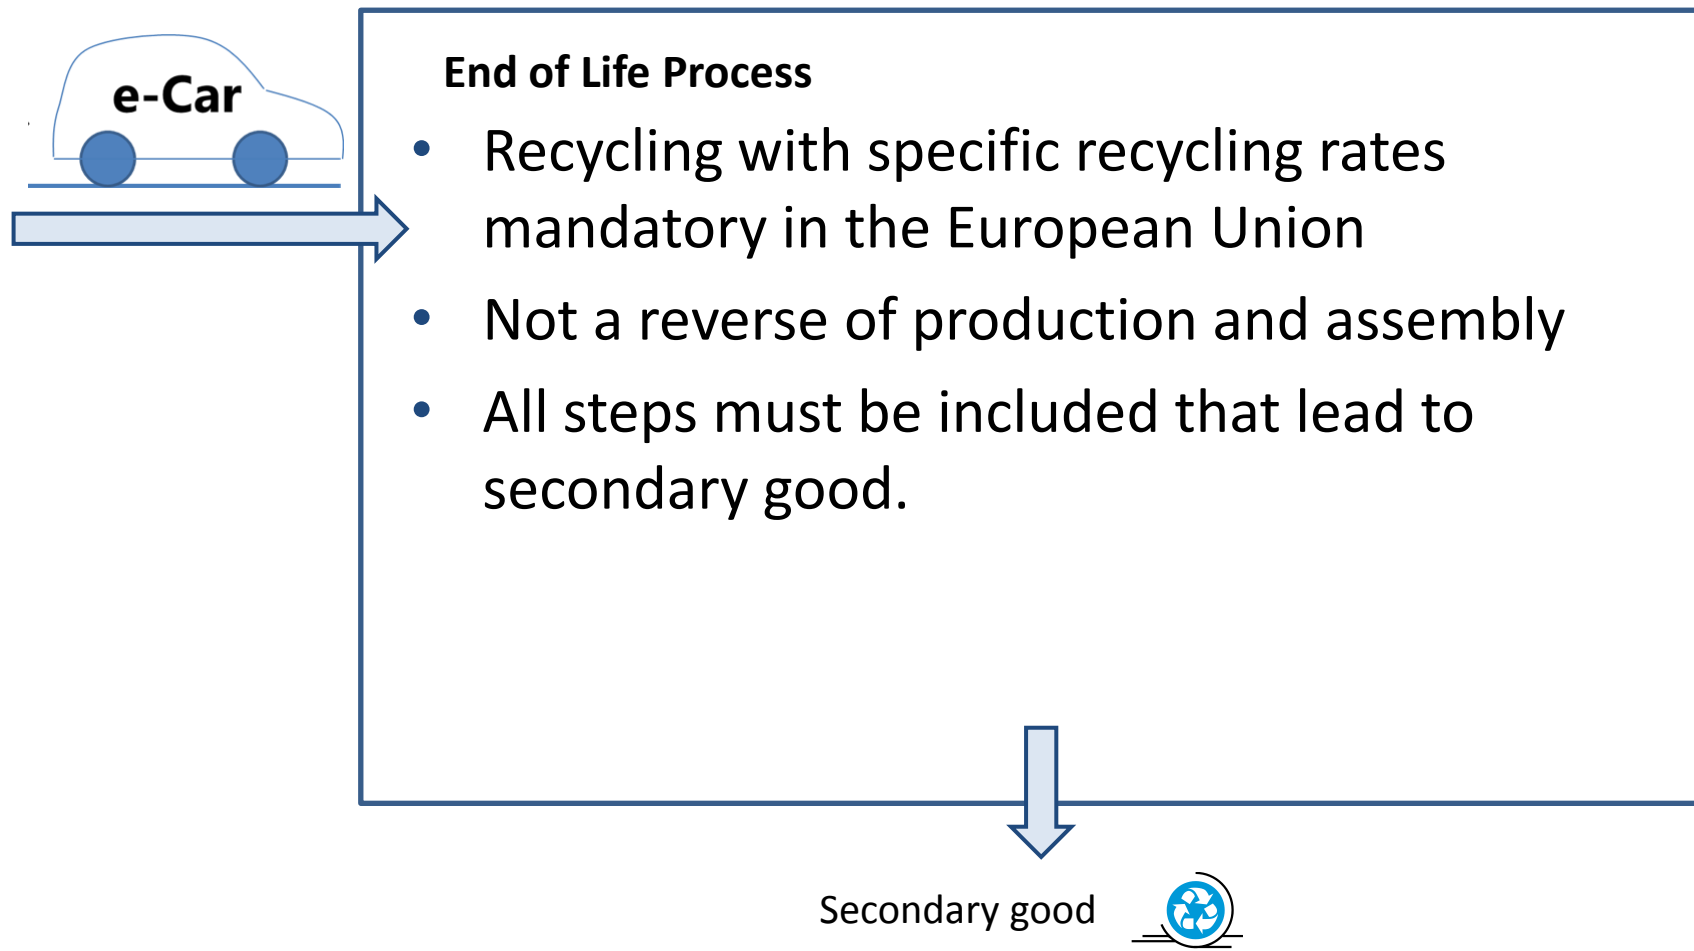 e-Car
End of Life Process
• Recycling with specific recycling rates
mandatory in the European Union
• Not a reverse of production and assembly
• All steps must be included that lead to
secondary good.
Secondary good